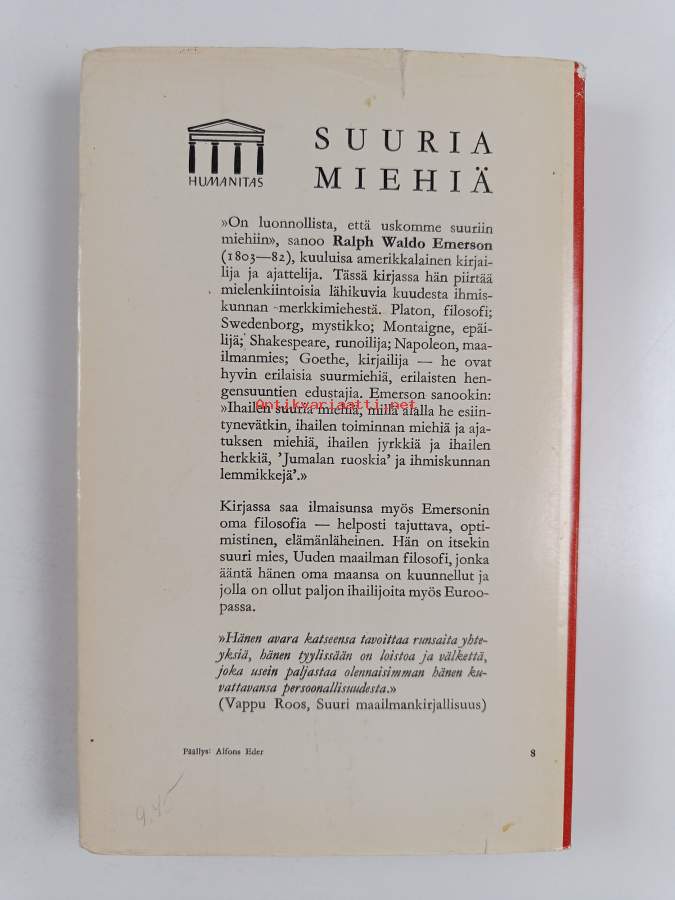 SUURIA
MIEHIÄ
HUMANITAS
»On luonnollista, että uskomme suuriin
miehiin», sanoo Ralph Waldo Emerson
(1803—82), kuuluisa amerikkalainen kirjai-
lija ja ajattelija. Tässä kirjassa hän piirtää
mielenkiintoisia lähikuvia kuudesta ihmis-
kunnan merkkimiehestä. Platon, filosofi;
Swedenborg, mystikko; Montaigne, epäi-
lijä; Shakespeare, runoilija; Napoleon, maa-
ilmanmies; Goethe, kirjailija — he ovat
hyvin erilaisia suurmiehiä, erilaisten hen-
gensuuntien edustajia. Emerson sanookin:
Antikvariaatti.net
»Ihailen suuria miehiä, millä alalla he esiin-
tynevätkin, ihailen toiminnan miehiä ja aja-
tuksen miehiä, ihailen jyrkkiä ja ihailen
herkkiä, 'Jumalan ruoskia' ja ihmiskunnan
lemmikkejä'.»
Kirjassa saa ilmaisunsa myös Emersonin
oma filosofia — helposti tajuttava, opti-
mistinen, elämänläheinen. Hän on itsekin
suuri mies, Uuden maailman filosofi, jonka
ääntä hänen oma maansa on kuunnellut ja
jolla on ollut paljon ihailijoita myös Euroo-
passa.
»Hänen avara katseensa tavoittaa runsaita yhte-
yksiä, hänen tyylissään on loistoa ja välkettä,
joka usein paljastaa olennaisimman hänen ku-
vattavansa persoonallisuudesta.»
(Vappu Roos, Suuri maailmankirjallisuus)
Päällys: Alfons Eder
8
9.45